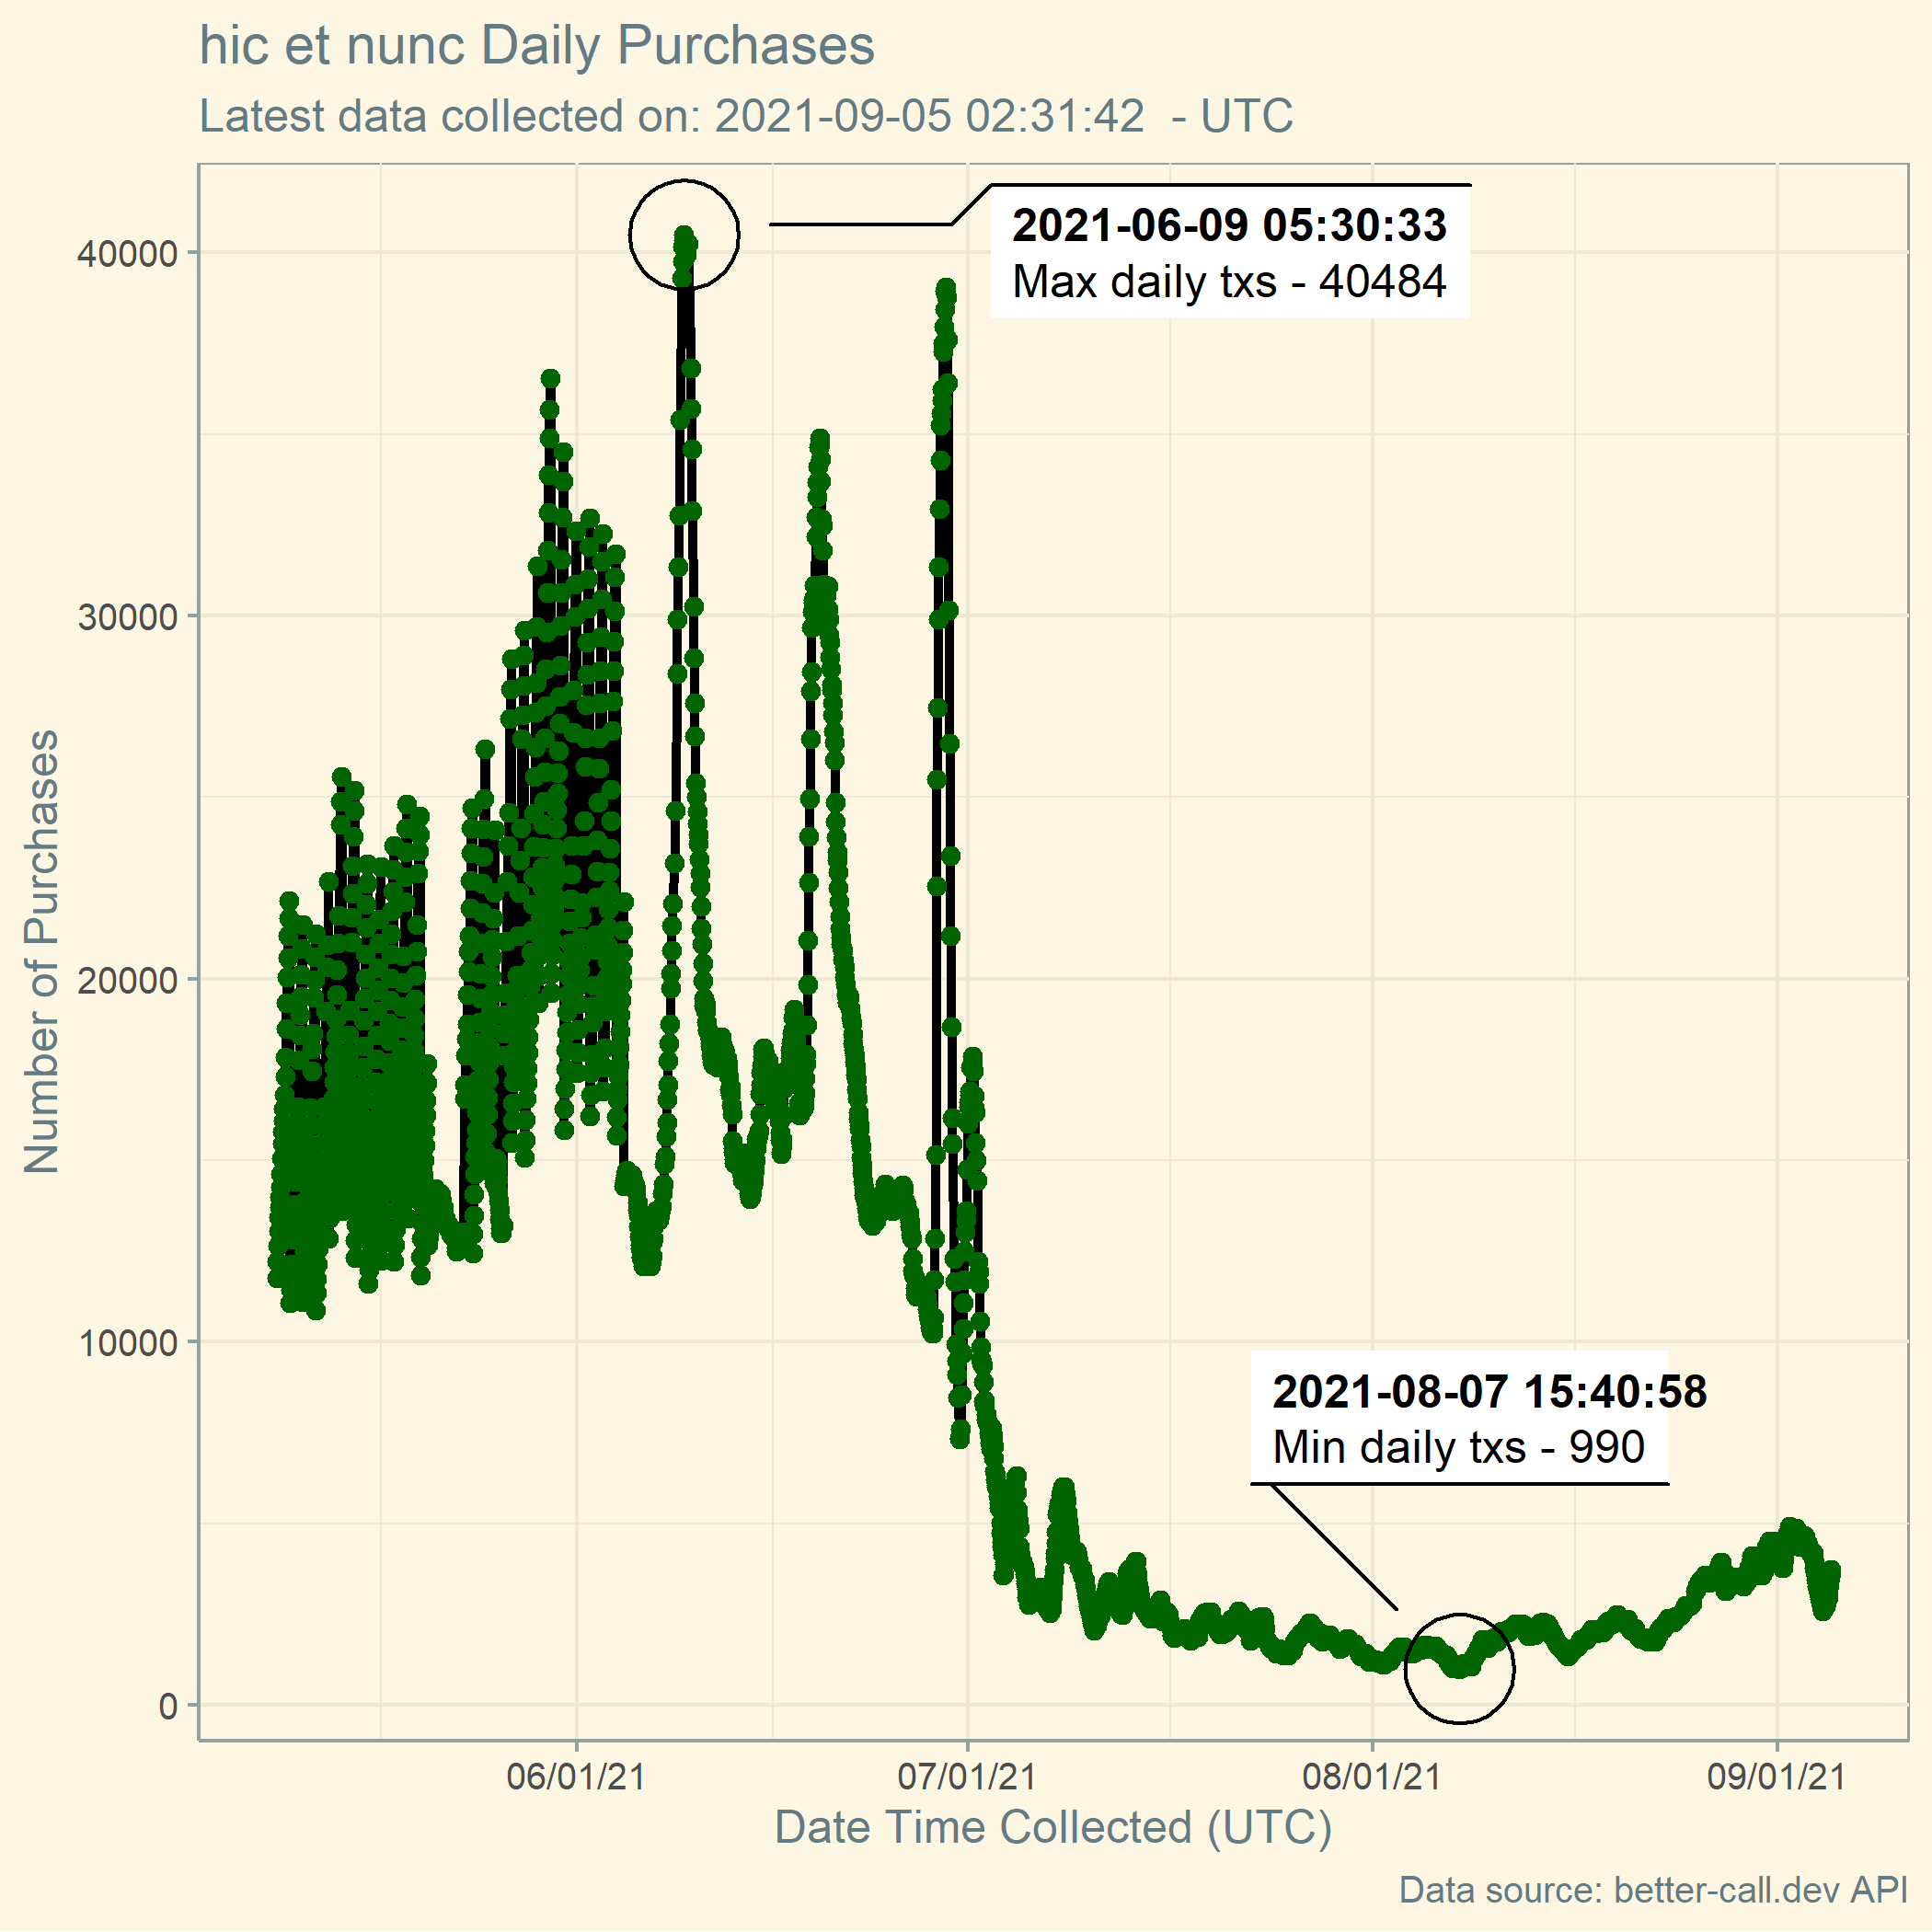 hic et nunc Daily Purchases
Latest data collected on: 2021-09-05 02:31:42  - UTC
2021-06-09 05:30:33
Max daily txs - 40484
40000
30000
20000
10000
0
Number of Purchases
2021-08-07 15:40:58
Min daily txs - 990
06/01/21 07/01/21 08/01/21 09/01/21
Date Time Collected (UTC)
Data source: better-call.dev API